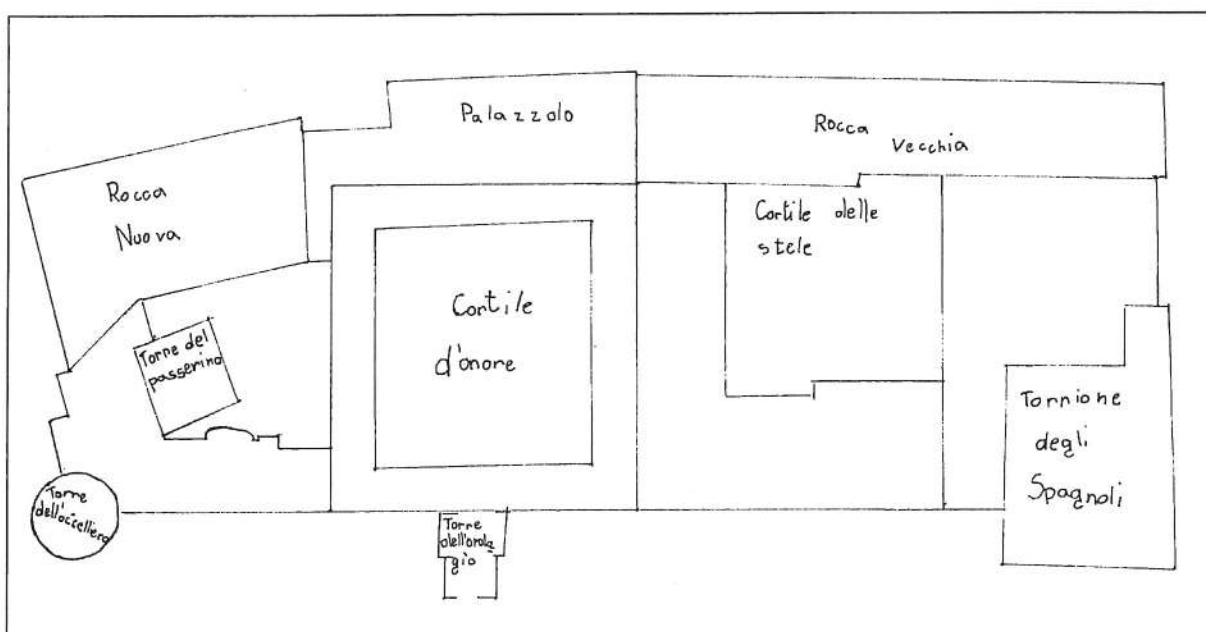 Palazzolo
Rocca
Vecchia
Rocca
Nuova
Cortile delle
stele
Cortile
d'onore
Torre del
passerino
Torrione
degli
Spagnoli
Torre
dell'uccelliera
Torre
dell'orolo
gio